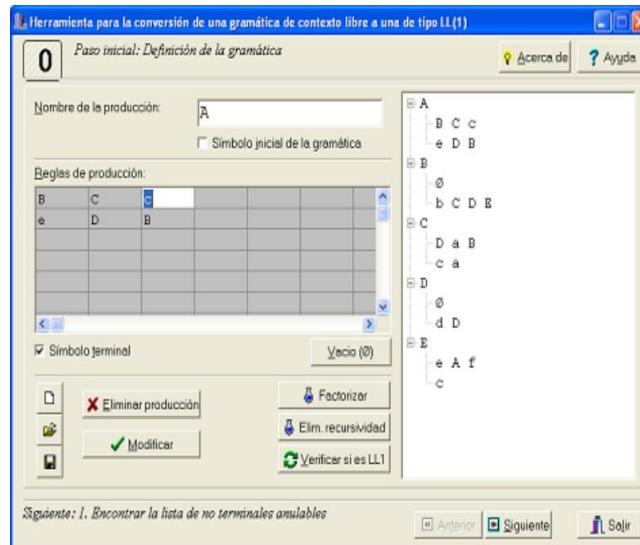 Herramienta para la conversión de una gramática de contexto libre a una de tipo LL(1)
0
Paso inicial: Definición de la gramática
Acerca de
Ayuda
Nombre de la producción:
A
Símbolo inicial de la gramática
Reglas de producción:
B C c
e D B
Símbolo terminal
Vacio (Ø)
Eliminar producción
Modificar
Factorizar
Elim. recursividad
Verificar si es LL1
A
B C c
e D B
B
Ø
b C D E
C
D a B
c a
D
Ø
d D
E
e A f
c
Siguiente: 1. Encontrar la lista de no terminales anulables
Anterior
Siguiente
Salir